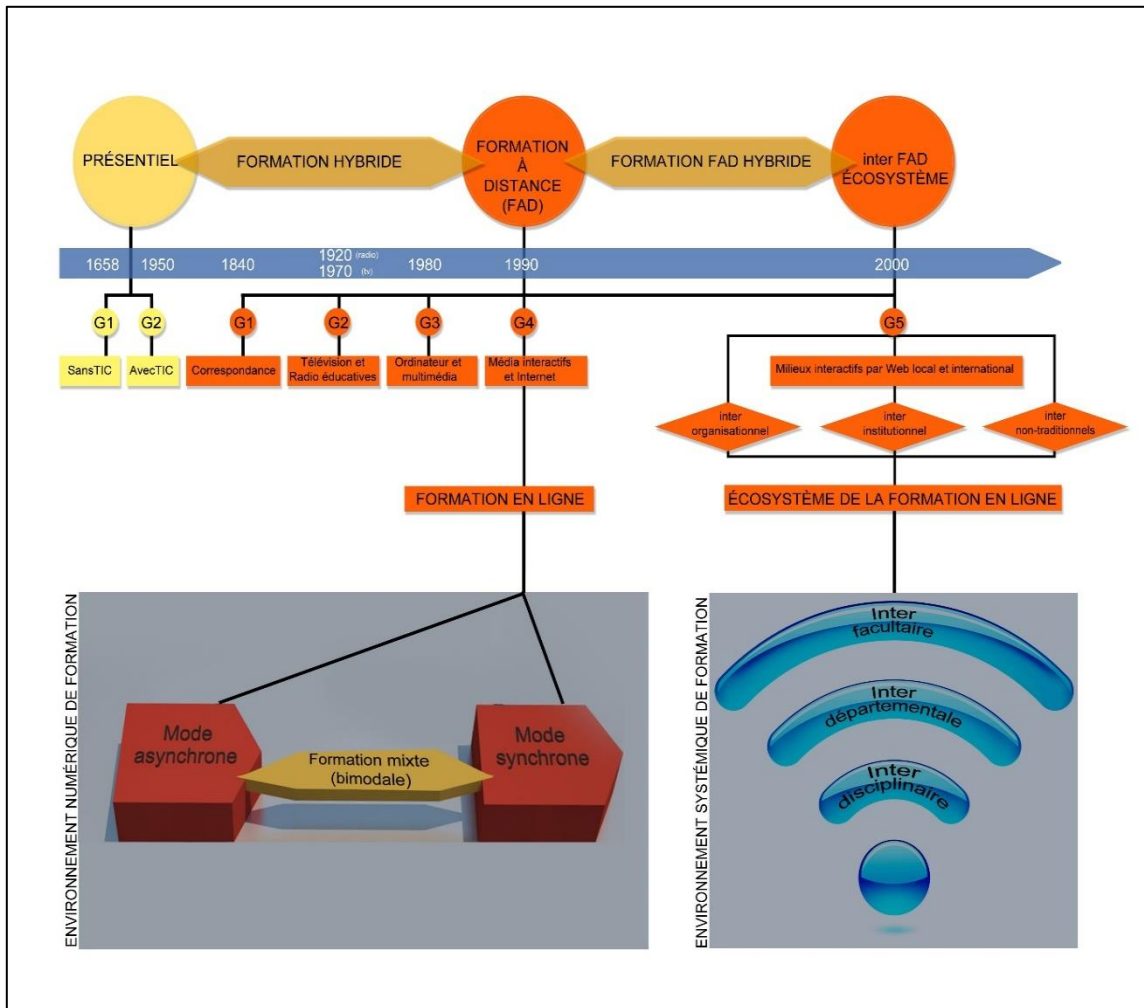 PRÉSENTIEL
FORMATION HYBRIDE
FORMATION
À
DISTANCE
(FAD)
FORMATION FAD HYBRIDE
inter FAD
ÉCOSYSTÈME
1658
1950
1840
1920 (radio)
1970 (tv)
1980
1990
2000
G1
G2
G1
G2
G3
G4
G5
SansTIC
AvecTIC
Correspondance
Télévision et
Radio éducatives
Ordinateur et
multimédia
Média interactifs
et Internet
Milieux interactifs par Web local et international
inter
organisationnel
inter
institutionnel
inter
non-traditionnels
FORMATION EN LIGNE
ÉCOSYSTÈME DE LA FORMATION EN LIGNE
ENVIRONNEMENT NUMÉRIQUE DE FORMATION
Mode
asynchrone
Formation mixte
(bimodale)
Mode
synchrone
ENVIRONNEMENT SYSTÉMIQUE DE FORMATION
Inter
facultaire
Inter
départementale
Inter
disciplinaire